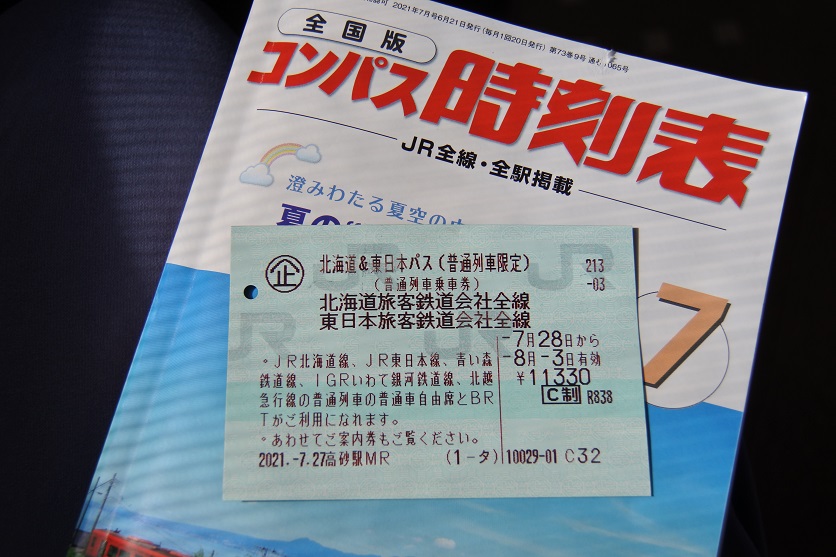 2021年7月号6月21日発行(毎月1回20日発行)第73巻9号
全国版
コンパス時刻表
JR全線・全駅掲載
澄みわたる夏空の
夏の
7
企 北海道&東日本パス(普通列車限定) 213
(普通列車乗車券) -03
北海道旅客鉄道会社全線
東日本旅客鉄道会社全線
-7月28日から
-8月-3日有効
¥11330
C制 R838
*JR北海道線、JR東日本線、青い森
鉄道線、IGRいわて銀河鉄道線、北越
急行線の普通列車の普通車自由席とBR
Tがご利用になれます。
*あわせてご案内券もご覧ください。
2021.-7.27高砂駅MR (1-タ) 10029-01 C32